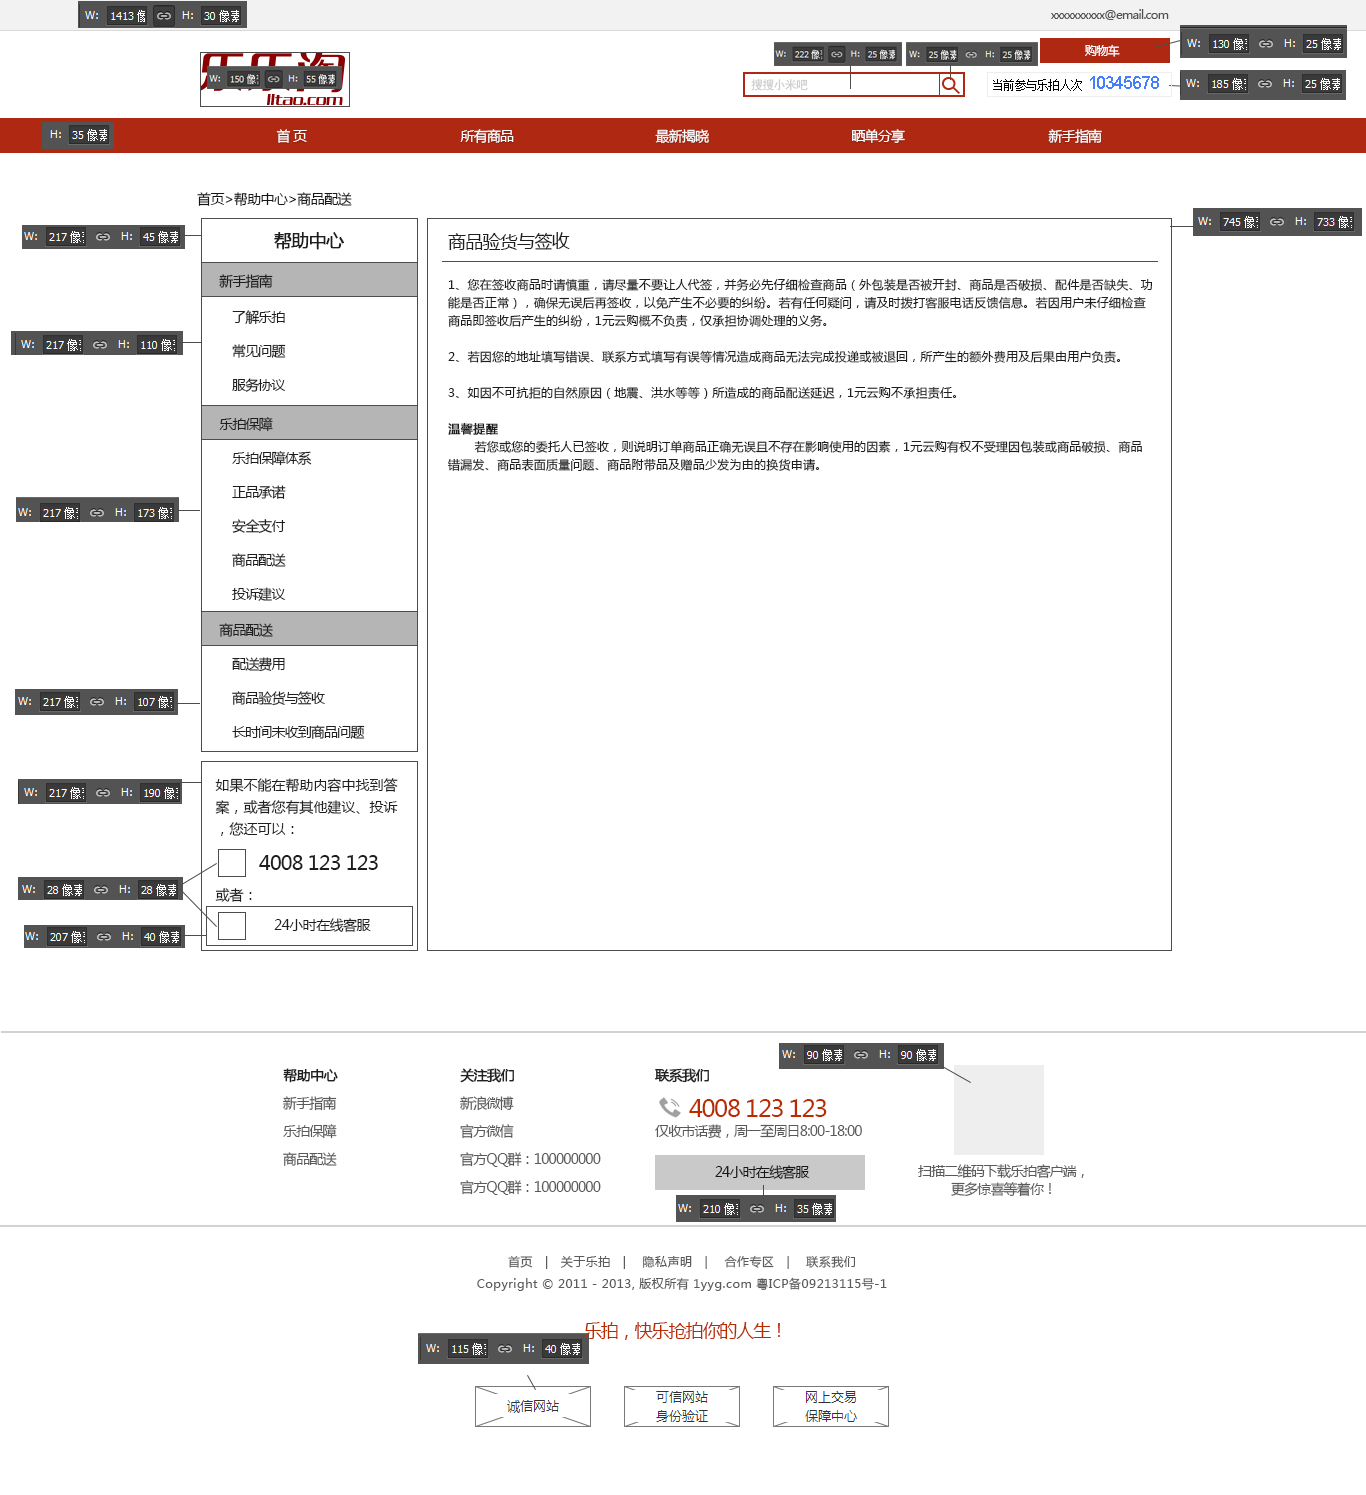 W: 1413 像 H: 30 像素
xxxxxxxxxx@email.com
乐乐淘
lltao.com
W: 150 像素 H: 55 像素
W: 222 像 H: 25 像素
W: 25 像素 H: 25 像素
购物车
W: 130 像 H: 25 像素
搜搜小米吧
当前参与乐拍人次 10345678
W: 185 像 H: 25 像素
H: 35 像素
首 页
所有商品
最新揭晓
晒单分享
新手指南
首页>帮助中心>商品配送
W: 217 像 H: 45 像素
帮助中心
新手指南
了解乐拍
常见问题
服务协议
W: 217 像 H: 110 像
乐拍保障
乐拍保障体系
正品承诺
安全支付
商品配送
投诉建议
W: 217 像 H: 173 像
商品配送
配送费用
商品验货与签收
长时间未收到商品问题
W: 217 像 H: 107 像
W: 217 像 H: 190 像
如果不能在帮助内容中找到答
案，或者您有其他建议、投诉
，您还可以：
4008 123 123
或者：
24小时在线客服
W: 28 像素 H: 28 像素
W: 207 像 H: 40 像素
W: 745 像 H: 733 像
商品验货与签收
1、您在签收商品时请慎重，请尽量不要让人代签，并务必先仔细检查商品（外包装是否被开封、商品是否破损、配件是否缺失、功
能是否正常），确保无误后再签收，以免产生不必要的纠纷。若有任何疑问，请及时拨打客服电话反馈信息。若因用户未仔细检查
商品即签收后产生的纠纷，1元云购概不负责，仅承担协调处理的义务。
2、若因您的地址填写错误、联系方式填写有误等情况造成商品无法完成投递或被退回，所产生的额外费用及后果由用户负责。
3、如因不可抗拒的自然原因（地震、洪水等等）所造成的商品配送延迟，1元云购不承担责任。
温馨提醒
若您或您的委托人已签收，则说明订单商品正确无误且不存在影响使用的因素，1元云购有权不受理因包装或商品破损、商品
错漏发、商品表面质量问题、商品附带品及赠品少发为由的换货申请。
帮助中心
新手指南
乐拍保障
商品配送
关注我们
新浪微博
官方微信
官方QQ群：100000000
官方QQ群：100000000
联系我们
4008 123 123
仅收市话费，周一至周日8:00-18:00
24小时在线客服
W: 210 像 H: 35 像素
W: 90 像素 H: 90 像素
扫描二维码下载乐拍客户端，
更多惊喜等着你！
首页 | 关于乐拍 | 隐私声明 | 合作专区 | 联系我们
Copyright © 2011 - 2013, 版权所有 1yyg.com 粤ICP备09213115号-1
乐拍，快乐抢拍你的人生！
W: 115 像 H: 40 像素
诚信网站
可信网站
身份验证
网上交易
保障中心